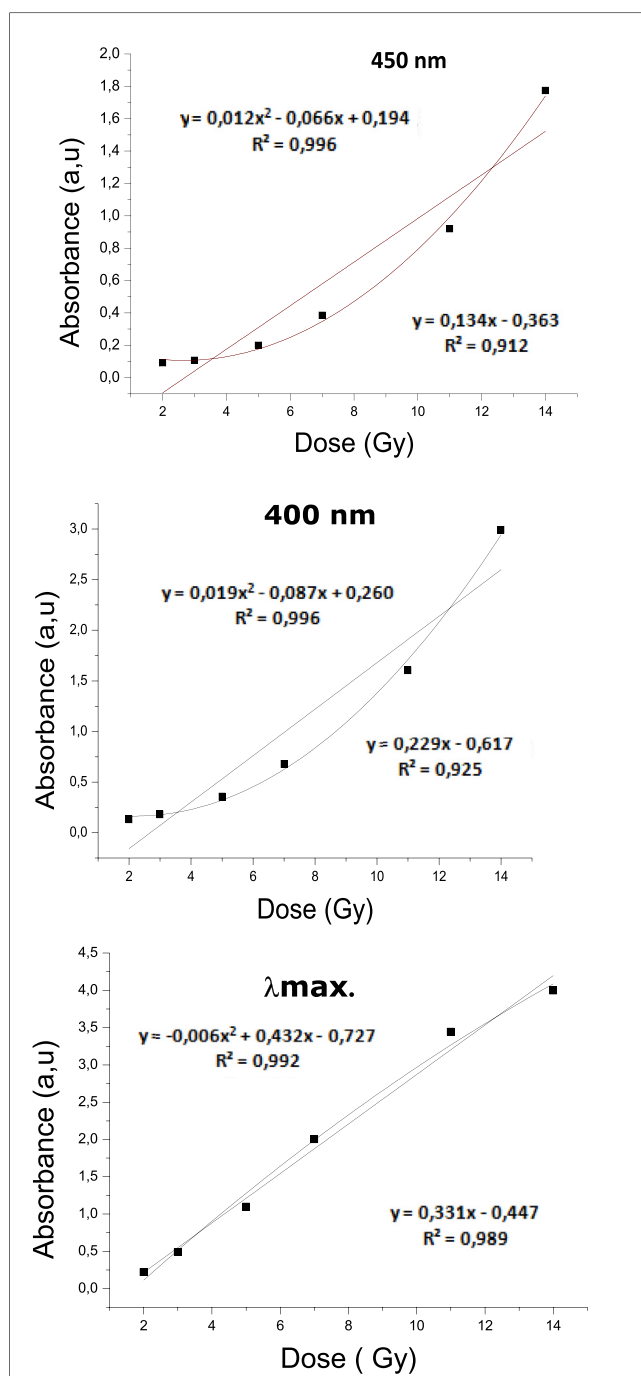 450 nm
y = 0,012x² - 0,066x + 0,194
R² = 0,996
y = 0,134x - 0,363
R² = 0,912
Absorbance (a,u)
2,0
1,8
1,6
1,4
1,2
1,0
0,8
0,6
0,4
0,2
0,0
2 4 6 8 10 12 14
Dose (Gy)
400 nm
y = 0,019x² - 0,087x + 0,260
R² = 0,996
y = 0,229x - 0,617
R² = 0,925
Absorbance (a,u)
3,0
2,5
2,0
1,5
1,0
0,5
0,0
2 4 6 8 10 12 14
Dose (Gy)
λmax.
y = -0,006x² + 0,432x - 0,727
R² = 0,992
y = 0,331x - 0,447
R² = 0,989
Absorbance (a,u)
4,5
4,0
3,5
3,0
2,5
2,0
1,5
1,0
0,5
0,0
2 4 6 8 10 12 14
Dose ( Gy)